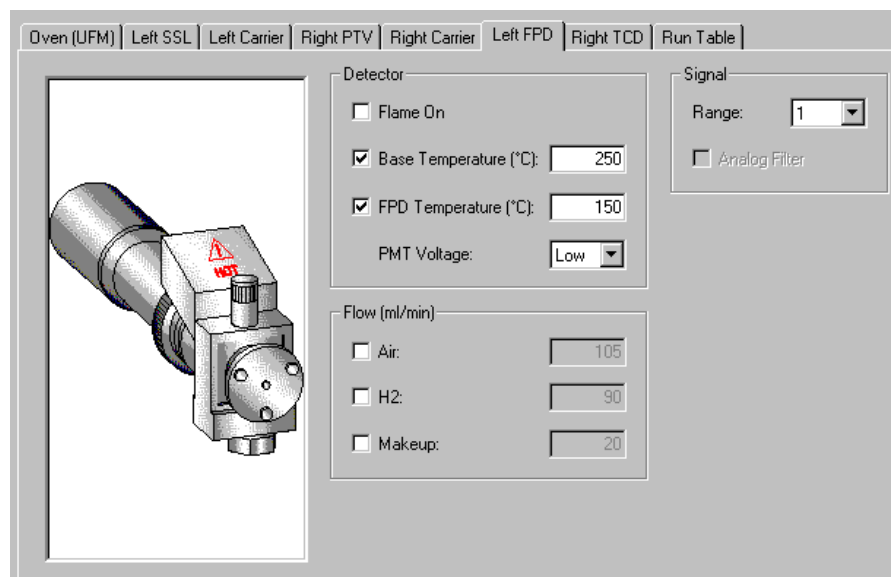 Oven (UFM) Left SSL Left Carrier Right PTV Right Carrier Left FPD Right TCD Run Table
Detector
Flame On
Base Temperature (°C): 250
FPD Temperature (°C): 150
PMT Voltage: Low
Flow (ml/min)
Air: 105
H2: 90
Makeup: 20
Signal
Range: 1
Analog Filter
HOT